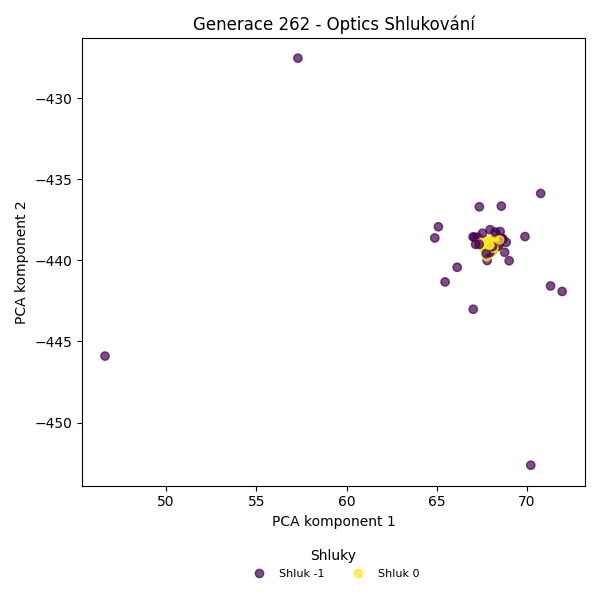 Generace 262 - Optics Shlukování
PCA komponent 2
−430
−435
−440
−445
−450
50 55 60 65 70
PCA komponent 1
Shluky
Shluk -1 Shluk 0